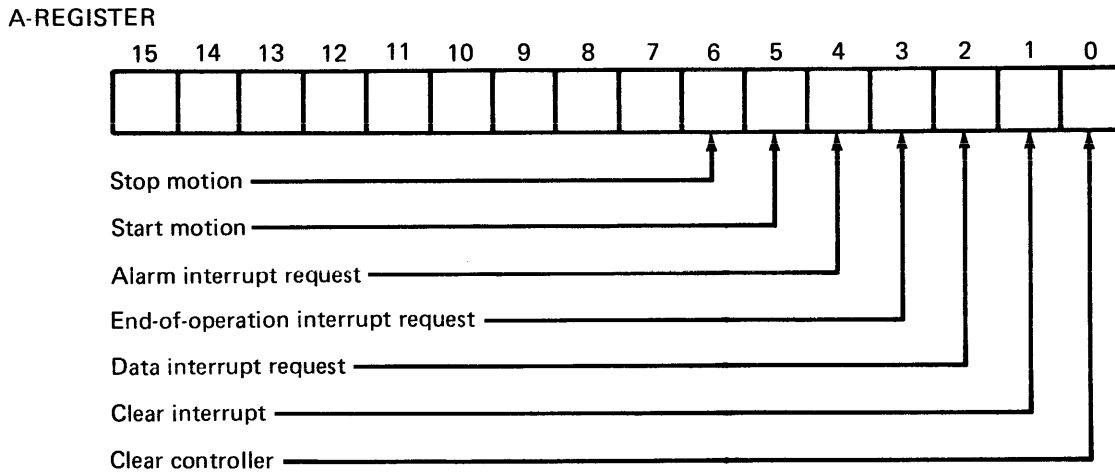 A-REGISTER
15 14 13 12 11 10 9 8 7 6 5 4 3 2 1 0
Stop motion
Start motion
Alarm interrupt request
End-of-operation interrupt request
Data interrupt request
Clear interrupt
Clear controller